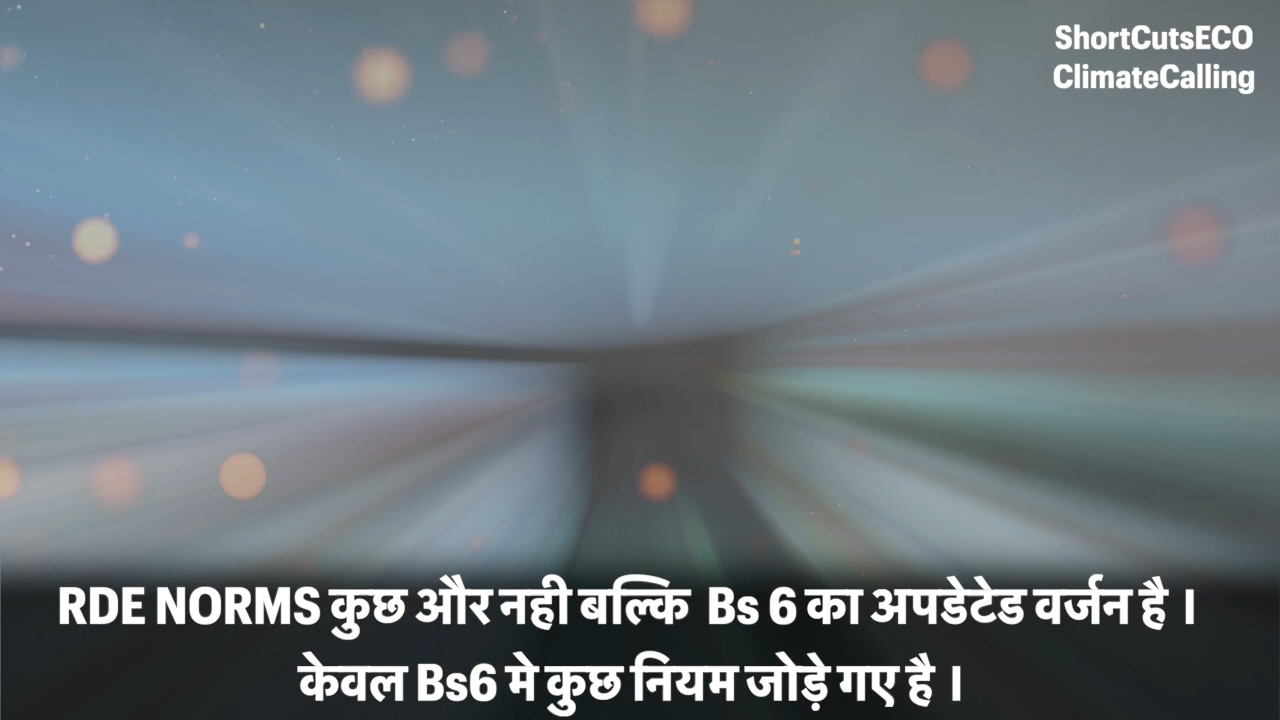 ShortCutsECO
ClimateCalling
RDE NORMS कुछ और नही बल्कि Bs 6 का अपडेटेड वर्जन है ।
केवल Bs6 मे कुछ नियम जोड़े गए है ।